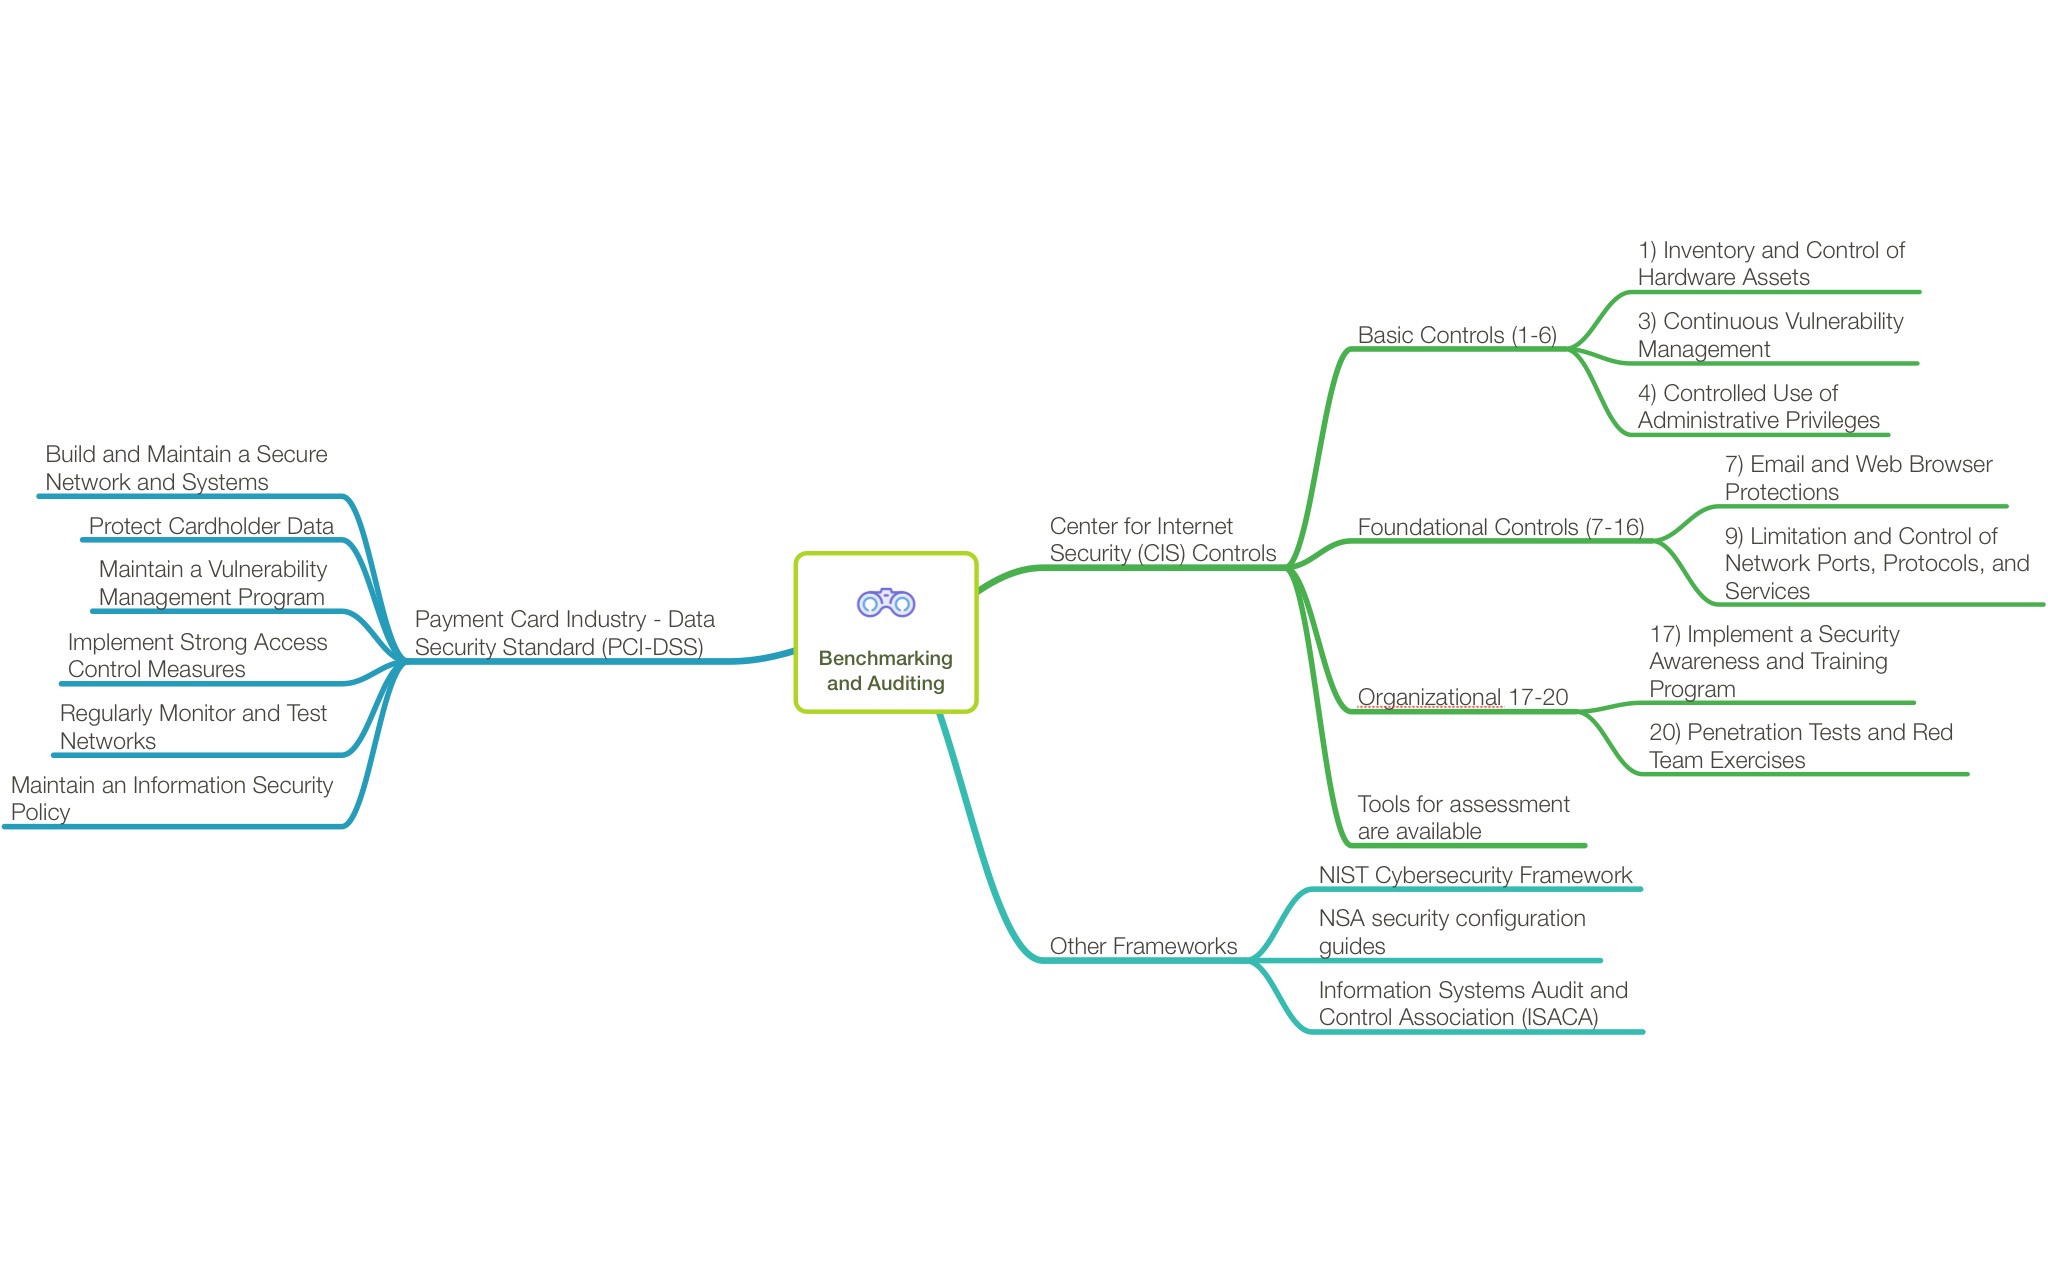 Benchmarking
and Auditing
Center for Internet
Security (CIS) Controls
Basic Controls (1-6)
1) Inventory and Control of
Hardware Assets
3) Continuous Vulnerability
Management
4) Controlled Use of
Administrative Privileges
Foundational Controls (7-16)
7) Email and Web Browser
Protections
9) Limitation and Control of
Network Ports, Protocols, and
Services
Organizational 17-20
17) Implement a Security
Awareness and Training
Program
20) Penetration Tests and Red
Team Exercises
Tools for assessment
are available
Other Frameworks
NIST Cybersecurity Framework
NSA security configuration
guides
Information Systems Audit and
Control Association (ISACA)
Payment Card Industry - Data
Security Standard (PCI-DSS)
Build and Maintain a Secure
Network and Systems
Protect Cardholder Data
Maintain a Vulnerability
Management Program
Implement Strong Access
Control Measures
Regularly Monitor and Test
Networks
Maintain an Information Security
Policy